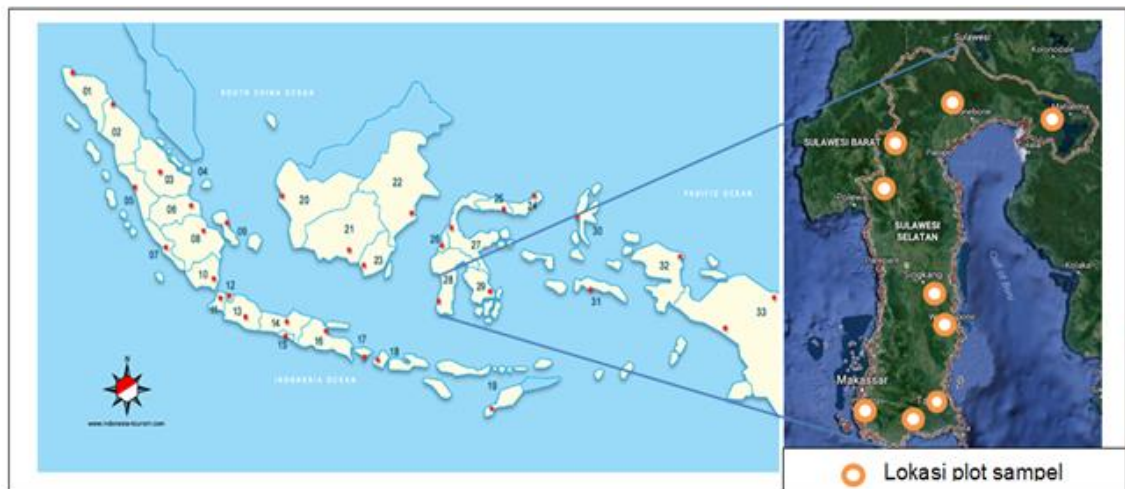 SOUTH CHINA OCEAN
PACIFIC OCEAN
INDONESIA OCEAN
01
02
03
04
05
06
07
08
09
10
12
13
14
15
16
17
18
19
20
21
22
23
24
25
26
27
28
29
30
31
32
33
www.indonesia-tourism.com
Sulawesi
Kolonodale
SULAWESI BARAT
SULAWESI
SELATAN
Kolaka
Makassar
Lokasi plot sampel